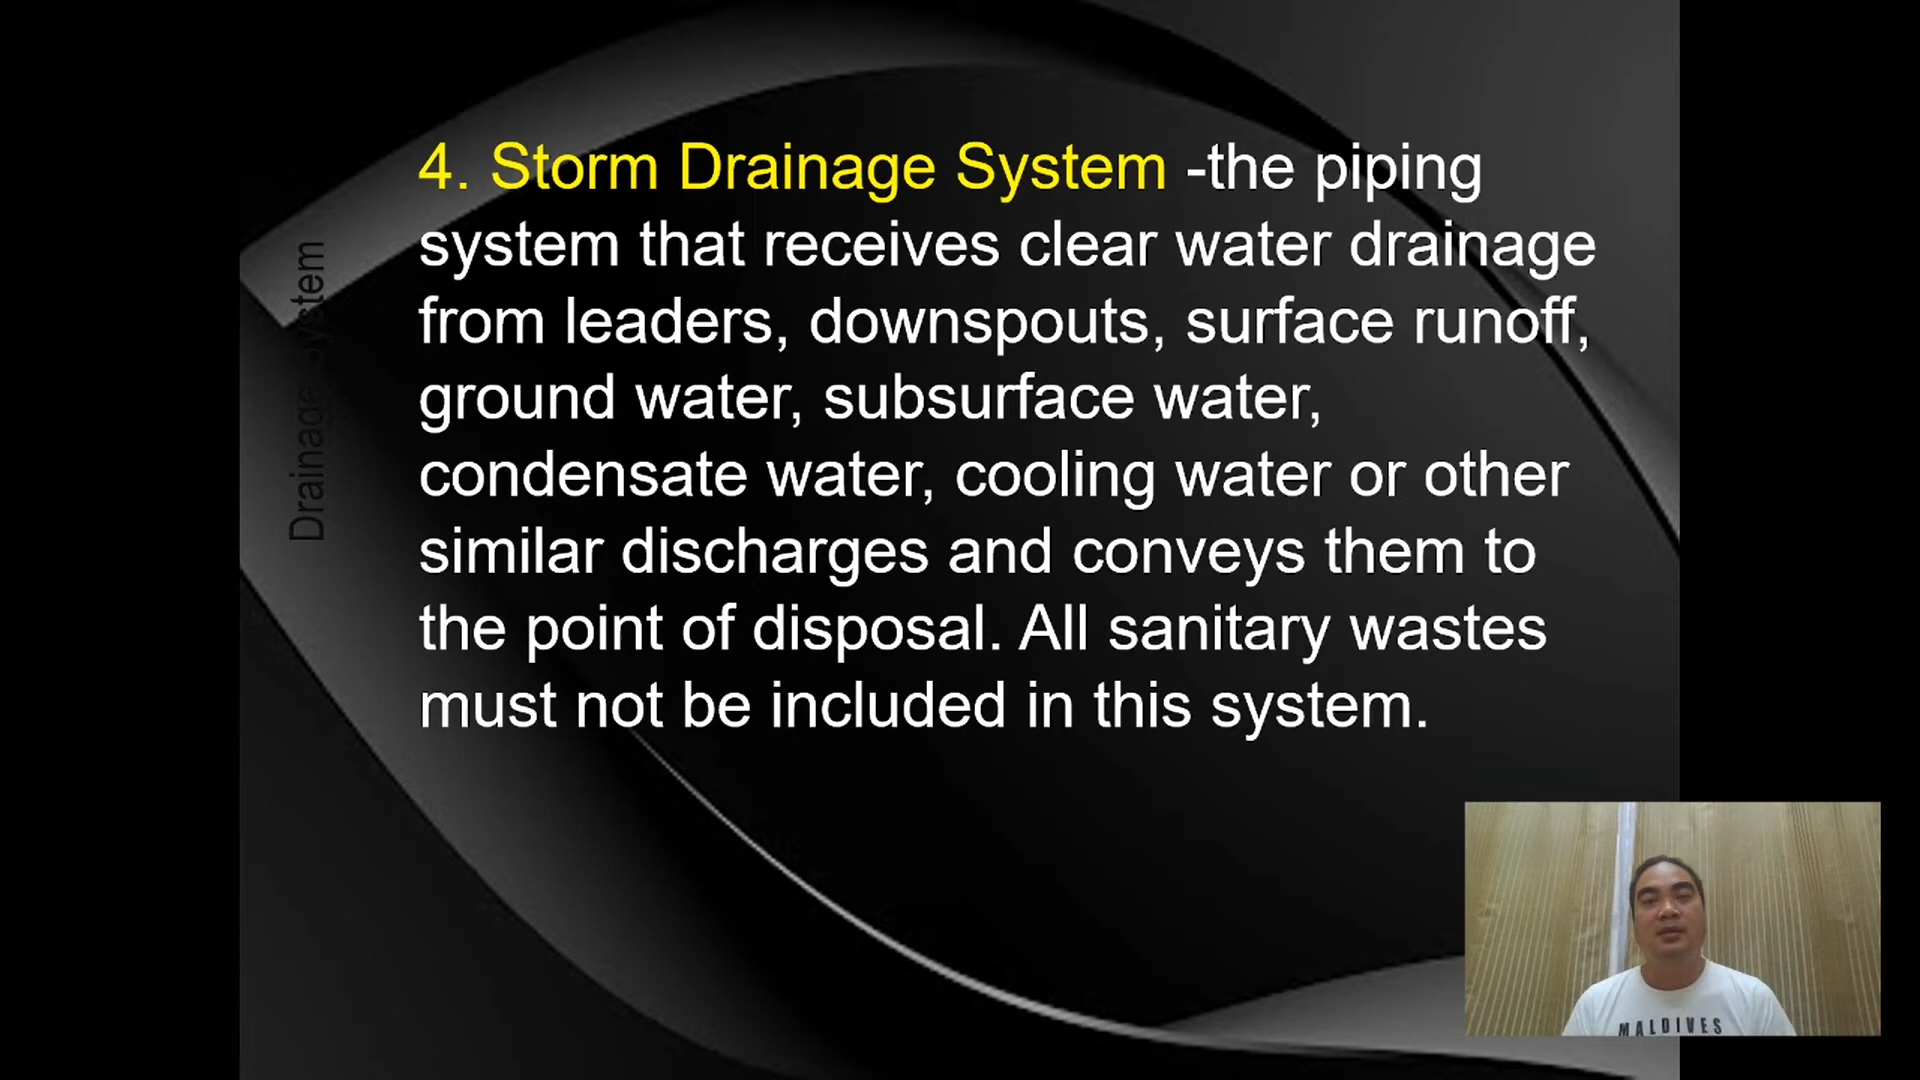 4. Storm Drainage System -the piping
system that receives clear water drainage
from leaders, downspouts, surface runoff,
ground water, subsurface water,
condensate water, cooling water or other
similar discharges and conveys them to
the point of disposal. All sanitary wastes
must not be included in this system.
Drainage System
MALDIVES